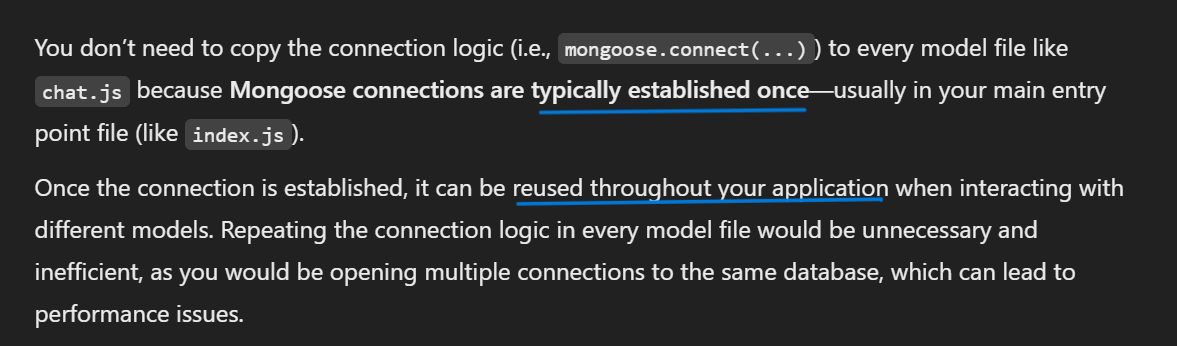 You don’t need to copy the connection logic (i.e., mongoose.connect(...)) to every model file like
chat.js because Mongoose connections are typically established once—usually in your main entry
point file (like index.js).
Once the connection is established, it can be reused throughout your application when interacting with
different models. Repeating the connection logic in every model file would be unnecessary and
inefficient, as you would be opening multiple connections to the same database, which can lead to
performance issues.